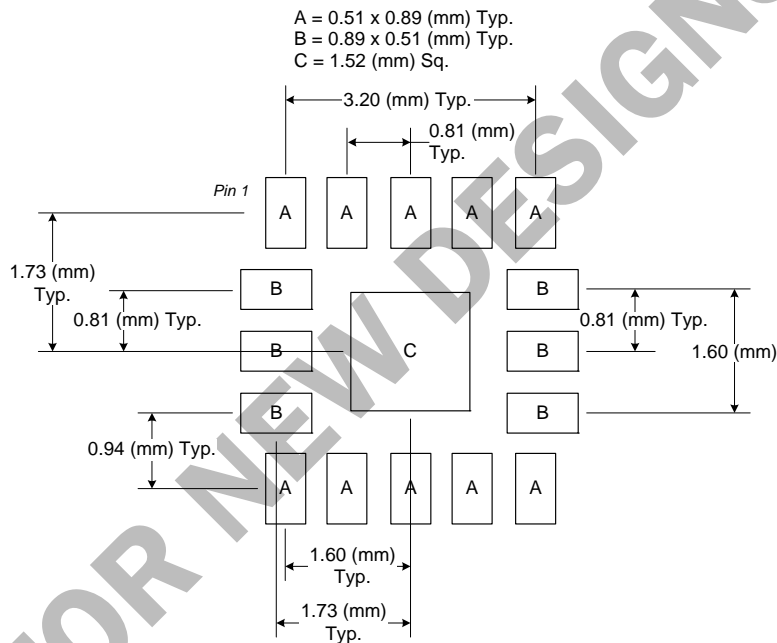 A = 0.51 x 0.89 (mm) Typ.
B = 0.89 x 0.51 (mm) Typ.
C = 1.52 (mm) Sq.
3.20 (mm) Typ.
0.81 (mm)
Typ.
Pin 1
A A A A A
1.73 (mm)
Typ.
B B
0.81 (mm) Typ.
0.81 (mm) Typ.
B C B
1.60 (mm)
B B
0.94 (mm) Typ.
A A A A A
1.60 (mm)
Typ.
1.73 (mm)
Typ.
FOR NEW DESIGNS